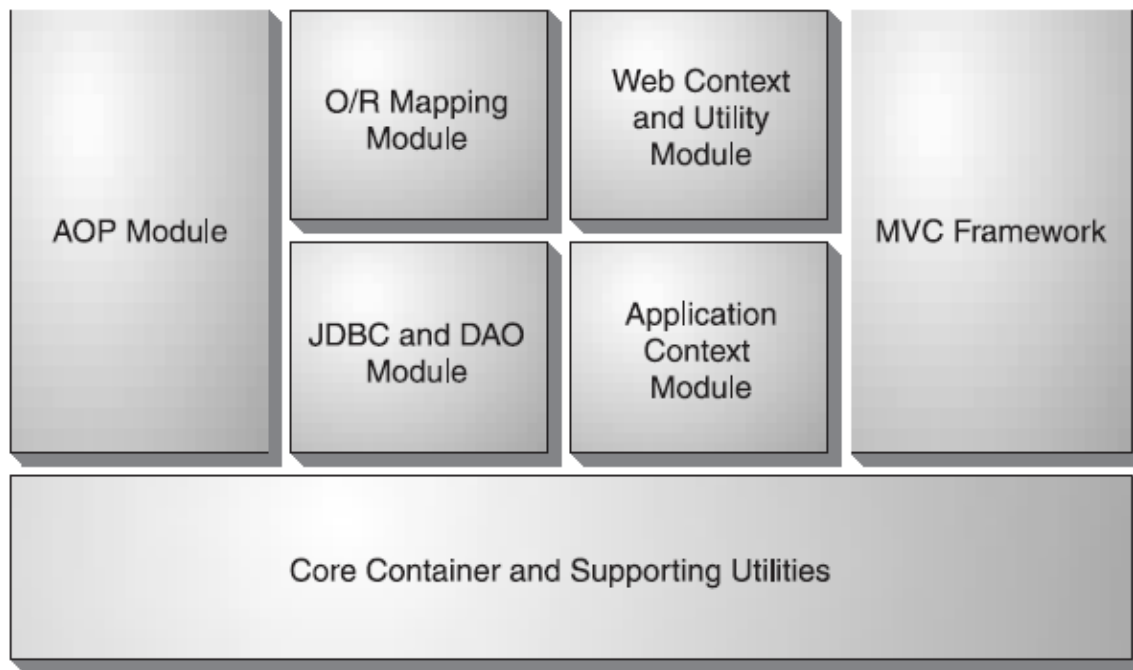 AOP Module
O/R Mapping
Module
Web Context
and Utility
Module
MVC Framework
JDBC and DAO
Module
Application
Context
Module
Core Container and Supporting Utilities